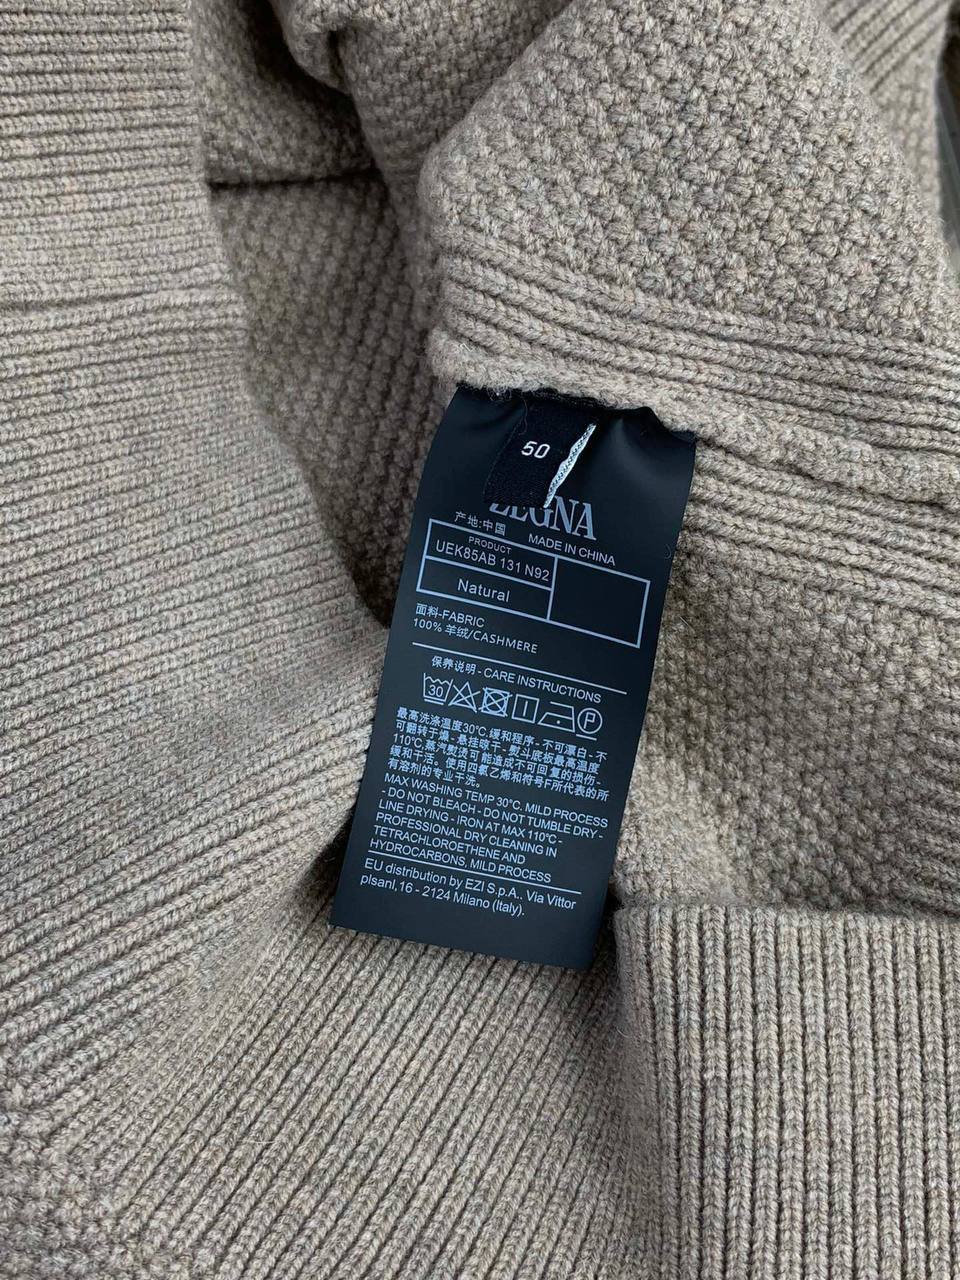 50
ZEGNA
产地:中国 MADE IN CHINA
PRODUCT
UEK85AB 131 N92
Natural
面料-FABRIC
100% 羊绒/CASHMERE
保养说明 - CARE INSTRUCTIONS
30 P
最高洗涤温度30℃.缓和程序 - 不可漂白 - 不
可翻转干燥 - 悬挂晾干 - 熨斗底板最高温度
110℃,蒸汽熨烫可能造成不可回复的损伤 -
缓和干洗。使用四氯乙烯和符号F所代表的所
有溶剂的专业干洗。
MAX WASHING TEMP 30℃. MILD PROCESS
- DO NOT BLEACH - DO NOT TUMBLE DRY -
LINE DRYING - IRON AT MAX 110℃ -
PROFESSIONAL DRY CLEANING IN
TETRACHLOROETHENE AND
HYDROCARBONS, MILD PROCESS
EU distribution by EZI S.p.A.. Via Vittor
plsanl,16 - 2124 Milano (Italy).